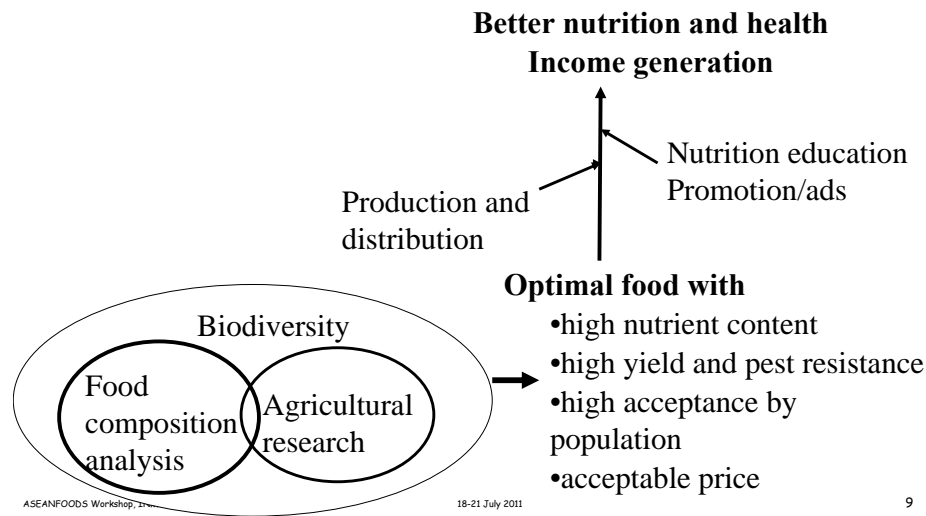 Better nutrition and health
Income generation
Nutrition education
Promotion/ads
Production and
distribution
Optimal food with
•high nutrient content
•high yield and pest resistance
•high acceptance by
population
•acceptable price
Biodiversity
Food
composition
analysis
Agricultural
research
ASEANFOODS Workshop,
18-21 July 2011
9